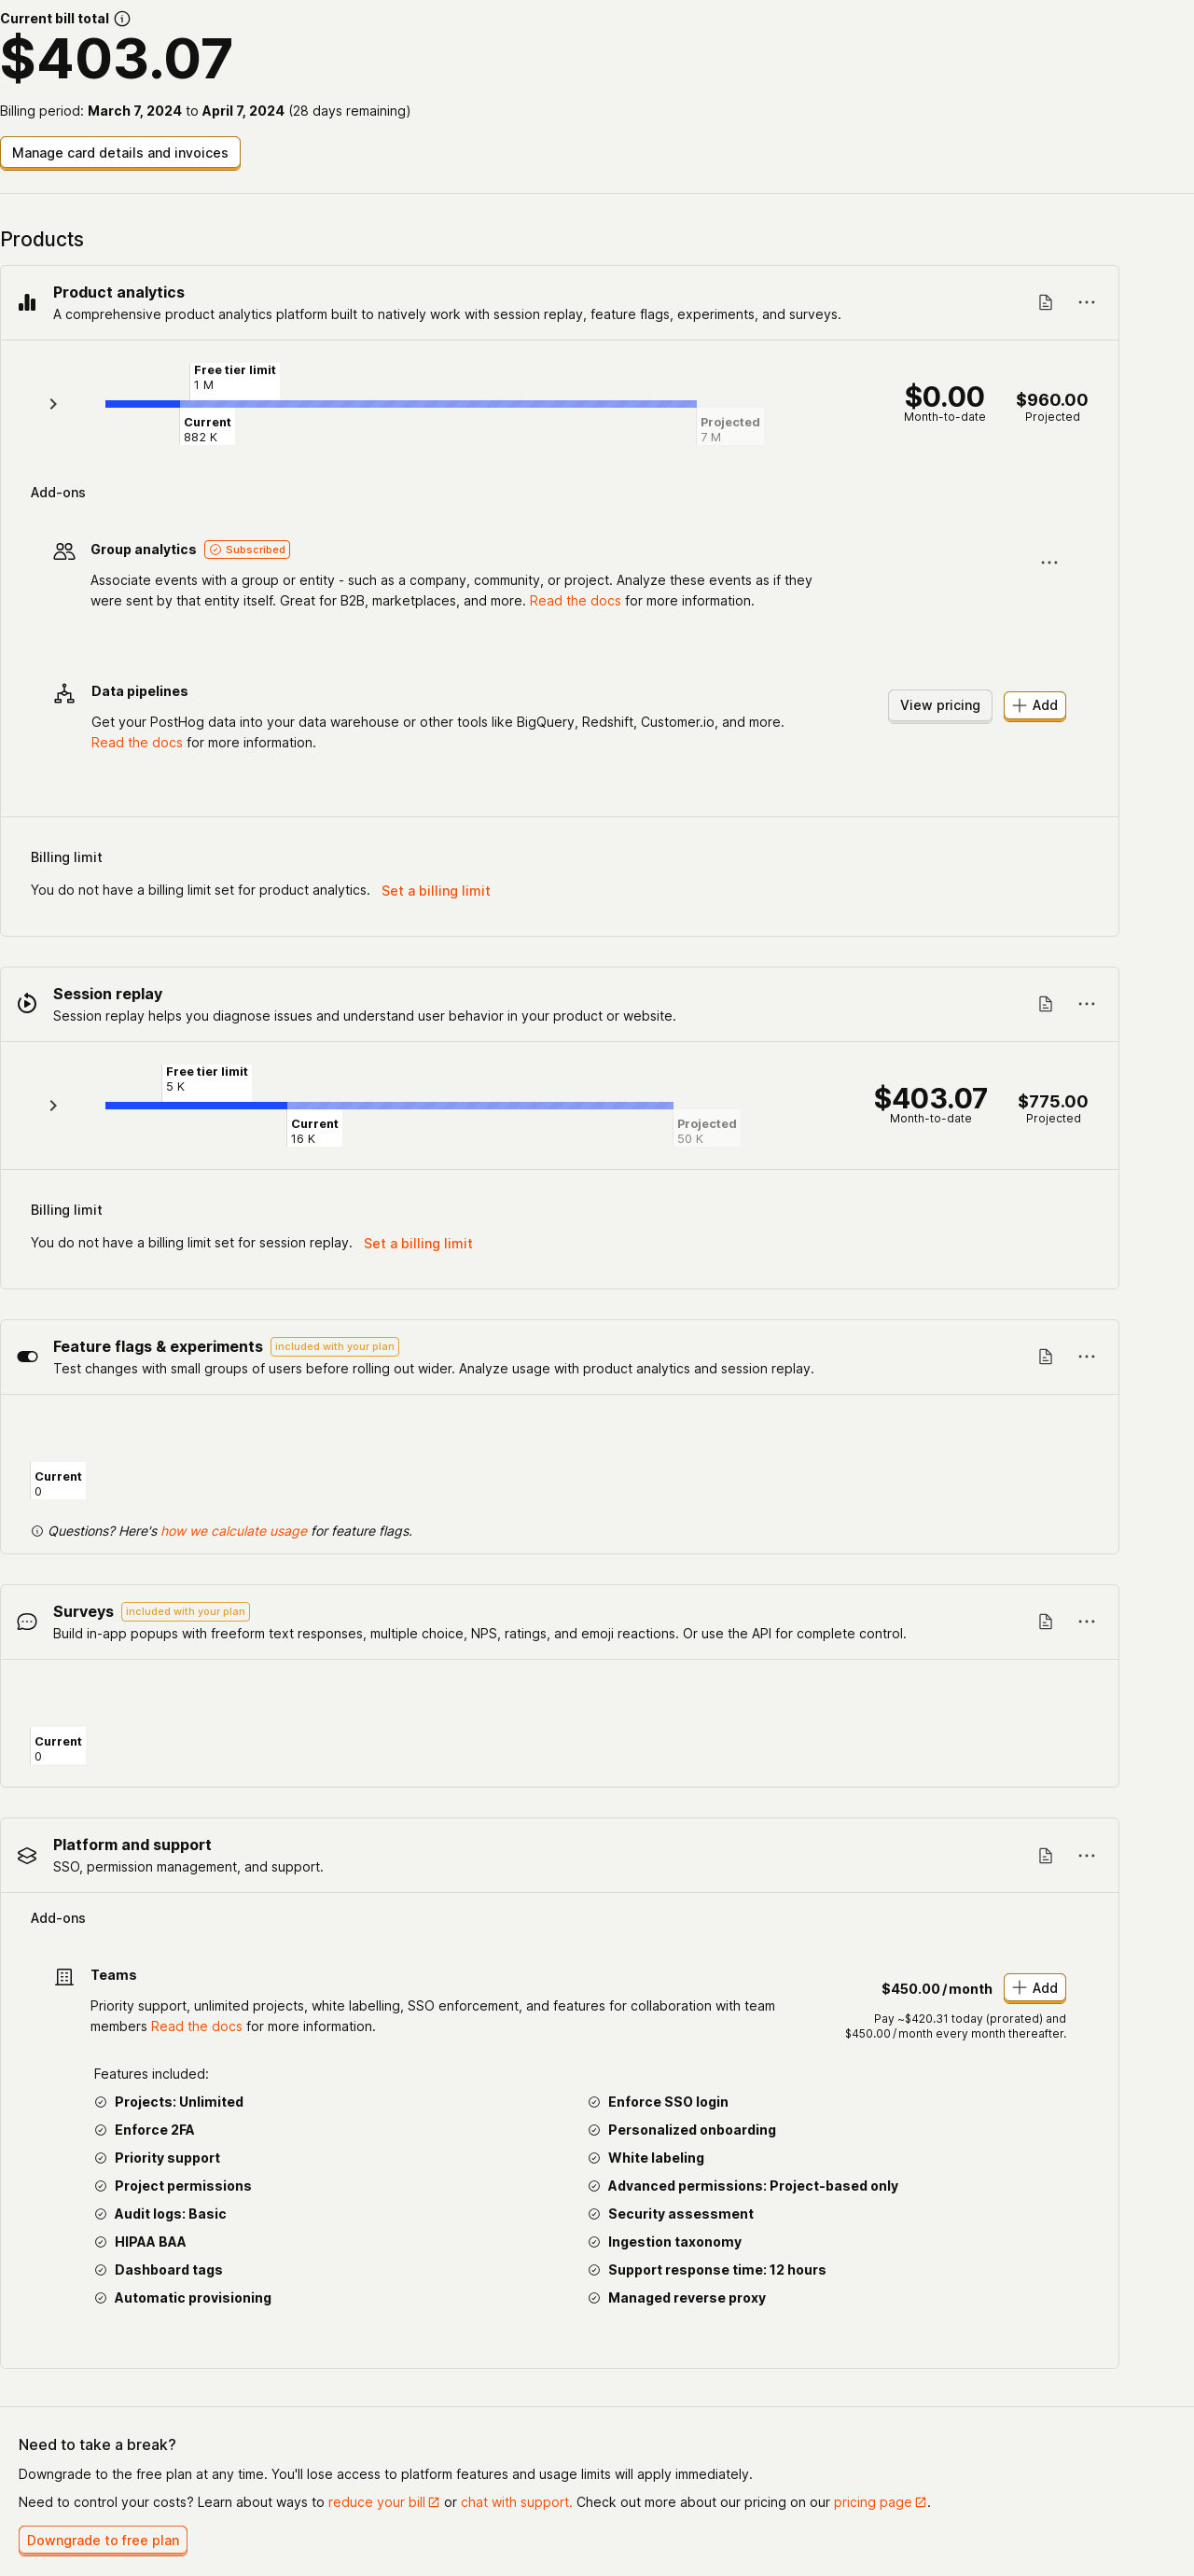 Current bill total
$403.07
Billing period: March 7, 2024 to April 7, 2024 (28 days remaining)
Manage card details and invoices
Products
Product analytics
A comprehensive product analytics platform built to natively work with session replay, feature flags, experiments, and surveys.
Free tier limit
1 M
Current
882 K
Projected
7 M
$0.00
Month-to-date
$960.00
Projected
Add-ons
Group analytics Subscribed
Associate events with a group or entity - such as a company, community, or project. Analyze these events as if they
were sent by that entity itself. Great for B2B, marketplaces, and more. Read the docs for more information.
Data pipelines
Get your PostHog data into your data warehouse or other tools like BigQuery, Redshift, Customer.io, and more.
Read the docs for more information.
View pricing
Add
Billing limit
You do not have a billing limit set for product analytics. Set a billing limit
Session replay
Session replay helps you diagnose issues and understand user behavior in your product or website.
Free tier limit
5 K
Current
16 K
Projected
50 K
$403.07
Month-to-date
$775.00
Projected
Billing limit
You do not have a billing limit set for session replay. Set a billing limit
Feature flags & experiments included with your plan
Test changes with small groups of users before rolling out wider. Analyze usage with product analytics and session replay.
Current
0
Questions? Here's how we calculate usage for feature flags.
Surveys included with your plan
Build in-app popups with freeform text responses, multiple choice, NPS, ratings, and emoji reactions. Or use the API for complete control.
Current
0
Platform and support
SSO, permission management, and support.
Add-ons
Teams
Priority support, unlimited projects, white labelling, SSO enforcement, and features for collaboration with team
members Read the docs for more information.
$450.00/month
Add
Pay ~$420.31 today (prorated) and
$450.00/month every month thereafter.
Features included:
Projects: Unlimited
Enforce SSO login
Enforce 2FA
Personalized onboarding
Priority support
White labeling
Project permissions
Advanced permissions: Project-based only
Audit logs: Basic
Security assessment
HIPAA BAA
Ingestion taxonomy
Dashboard tags
Support response time: 12 hours
Automatic provisioning
Managed reverse proxy
Need to take a break?
Downgrade to the free plan at any time. You'll lose access to platform features and usage limits will apply immediately.
Need to control your costs? Learn about ways to reduce your bill or chat with support. Check out more about our pricing on our pricing page.
Downgrade to free plan